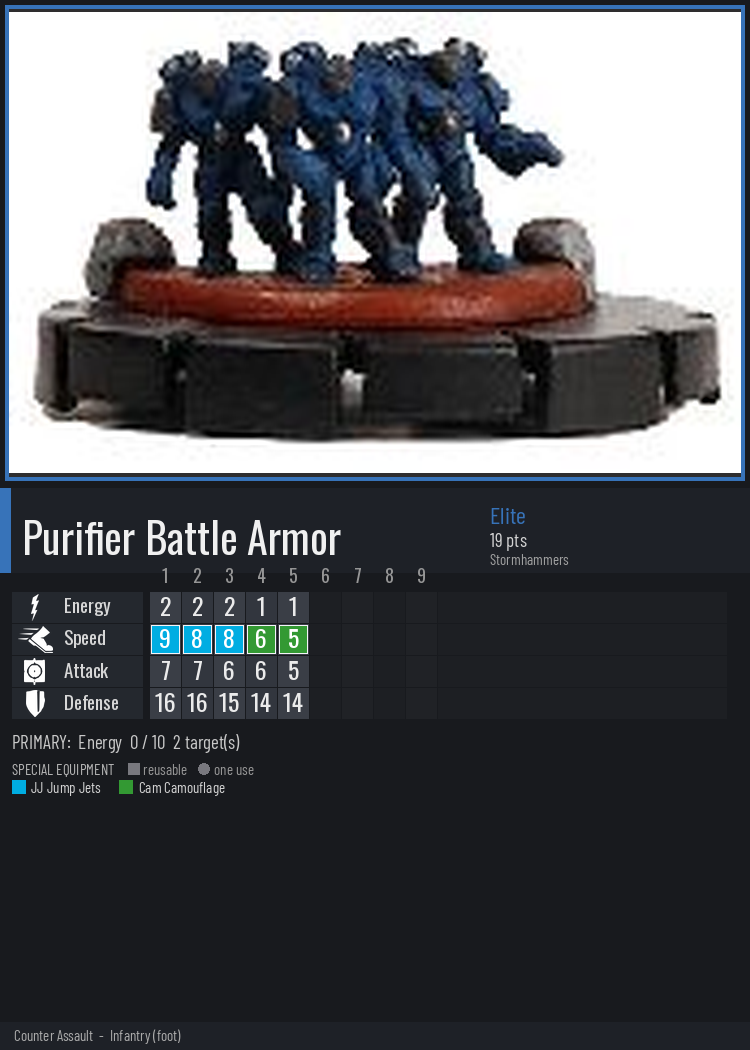 Purifier Battle Armor
Elite
19 pts
Stormhammers
1 2 3 4 5 6 7 8 9
Energy 2 2 2 1 1
Speed 9 8 8 6 5
Attack 7 7 6 6 5
Defense 16 16 15 14 14
PRIMARY: Energy 0 / 10 2 target(s)
SPECIAL EQUIPMENT reusable one use
JJ Jump Jets Cam Camouflage
Counter Assault - Infantry (foot)